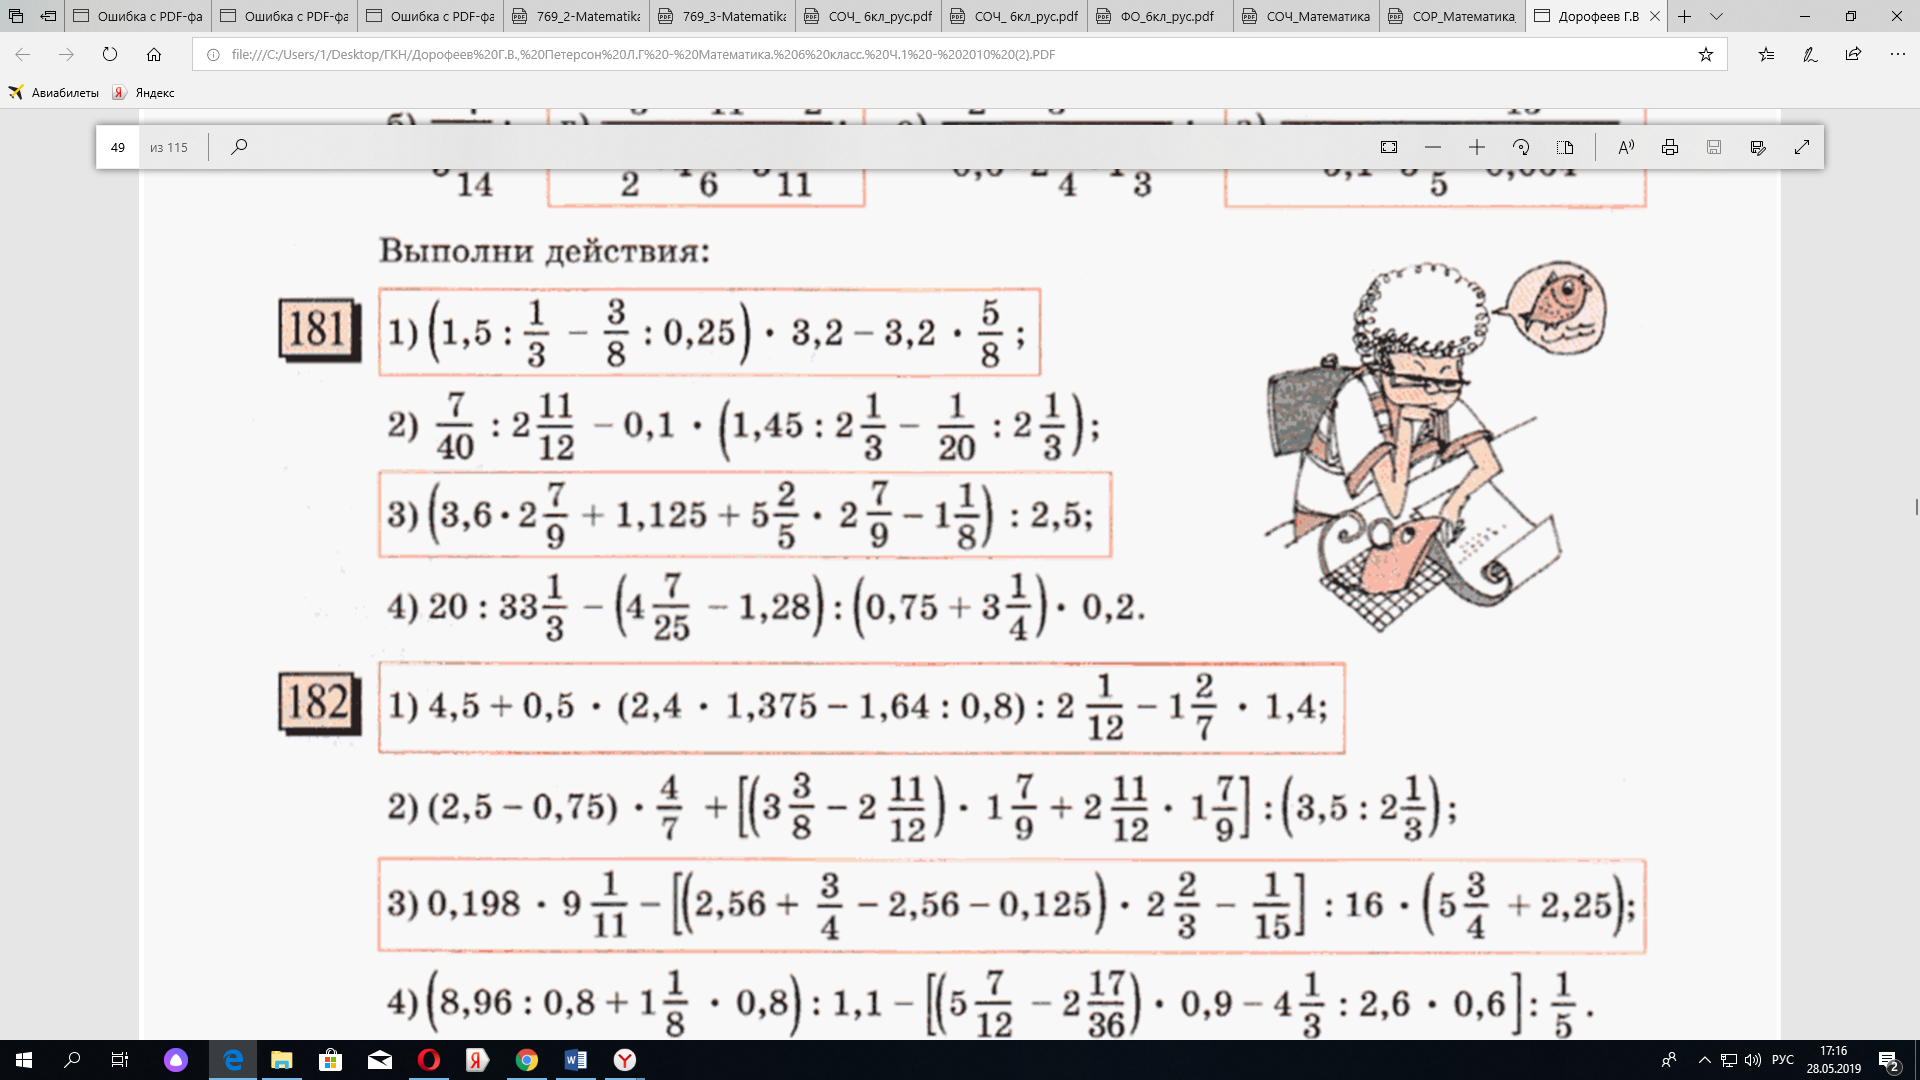 Ошибка с PDF-фа
Ошибка с PDF-фа
Ошибка с PDF-фа
769_2-Matematika
769_3-Matematika
СОЧ_ 6кл_рус.pdf
СОЧ_ 6кл_рус.pdf
ФО_6кл_рус.pdf
СОЧ_Математика
СОР_Математика_
Дорофеев Г.В
file:///C:/Users/1/Desktop/ГКН/Дорофеев%20Г.В.,%20Петерсон%20Л.Г%20-%20Математика.%206%20класс.%20Ч.1%20-%202010%20(2).PDF
Авиабилеты Яндекс
49 из 115
Выполни действия:
181 1) (1,5 : 1/3 − 3/8 : 0,25) · 3,2 − 3,2 · 5/8 ;
2) 7/40 : 2 11/12 − 0,1 · (1,45 : 2 1/3 − 1/20 : 2 1/3);
3) (3,6 · 2 7/9 + 1,125 + 5 2/5 · 2 7/9 − 1 1/8) : 2,5;
4) 20 : 33 1/3 − (4 7/25 − 1,28) : (0,75 + 3 1/4) · 0,2.
182 1) 4,5 + 0,5 · (2,4 · 1,375 − 1,64 : 0,8) : 2 1/12 − 1 2/7 · 1,4;
2) (2,5 − 0,75) · 4/7 + [(3 3/8 − 2 11/12) · 1 7/9 + 2 11/12 · 1 7/9] : (3,5 : 2 1/3);
3) 0,198 · 9 1/11 − [(2,56 + 3/4 − 2,56 − 0,125) · 2 2/3 − 1/15] : 16 · (5 3/4 + 2,25);
4) (8,96 : 0,8 + 1 1/8 · 0,8) : 1,1 − [(5 7/12 − 2 17/36) · 0,9 − 4 1/3 : 2,6 · 0,6] : 1/5 .
РУС
17:16
28.05.2019
2